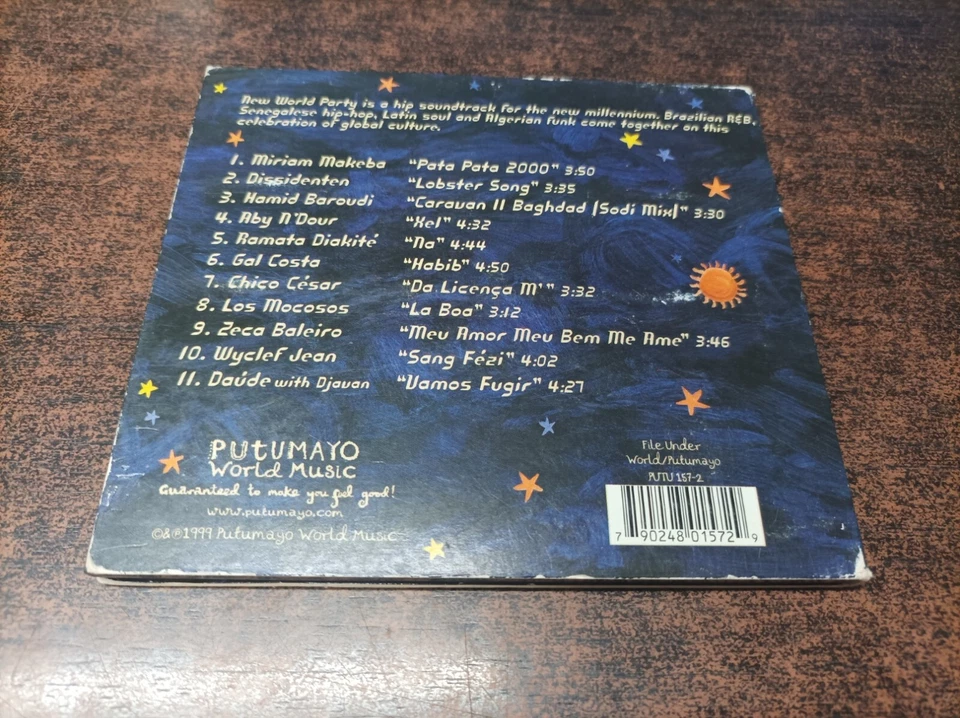 New World Party is a hip soundtrack for the new millennium. Brazilian R&B,
Senegalese hip-hop, Latin soul and Algerian funk come together on this
celebration of global culture.
1. Miriam Makeba "Pata Pata 2000" 3:50
2. Dissidenten "Lobster Song" 3:35
3. Hamid Baroudi "Caravan II Baghdad (Sodi Mix)" 3:30
4. Aby N'Dour "Xel" 4:32
5. Ramata Diakité "Na" 4:44
6. Gal Costa "Habib" 4:50
7. Chico César "Da Licença M'" 3:32
8. Los Mocosos "La Boa" 3:12
9. Zeca Baleiro "Meu Amor Meu Bem Me Ame" 3:46
10. Wyclef Jean "Sang Fézi" 4:02
11. Daúde with Djavan "Vamos Fugir" 4:27
PUTUMAYO
World Music
Guaranteed to make you feel good!
www.putumayo.com
©&℗1999 Putumayo World Music
File Under
World/Putumayo
PUTU 157-2
7 90248 01572 9